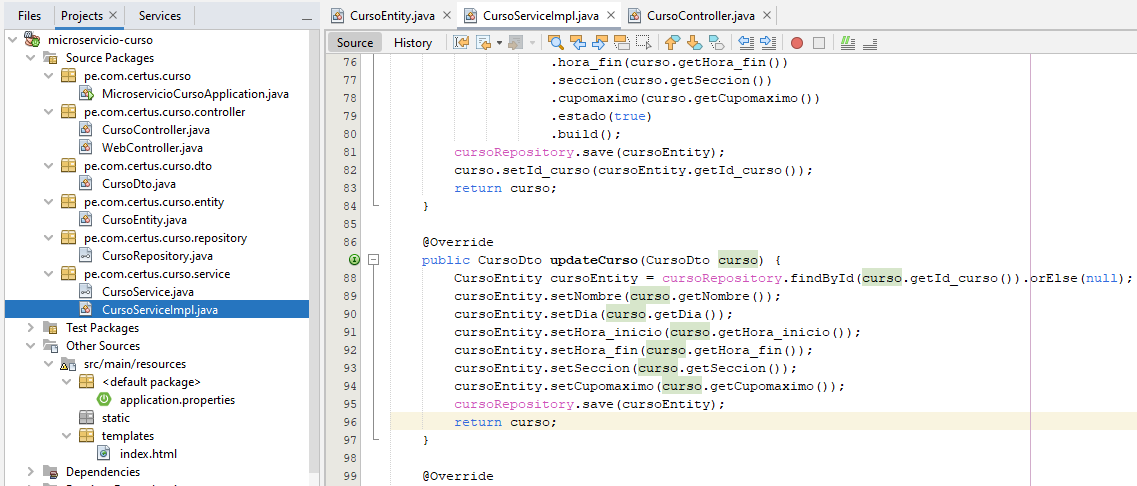 Files Projects Services
microservicio-curso
Source Packages
pe.com.certus.curso
MicroservicioCursoApplication.java
pe.com.certus.curso.controller
CursoController.java
WebController.java
pe.com.certus.curso.dto
CursoDto.java
pe.com.certus.curso.entity
CursoEntity.java
pe.com.certus.curso.repository
CursoRepository.java
pe.com.certus.curso.service
CursoService.java
CursoServiceImpl.java
Test Packages
Other Sources
src/main/resources
<default package>
application.properties
static
templates
index.html
Dependencies
CursoEntity.java CursoServiceImpl.java CursoController.java
Source History
76 .hora_fin(curso.getHora_fin())
77 .seccion(curso.getSeccion())
78 .cupomaximo(curso.getCupomaximo())
79 .estado(true)
80 .build();
81 cursoRepository.save(cursoEntity);
82 curso.setId_curso(cursoEntity.getId_curso());
83 return curso;
84 }
85
86 @Override
public CursoDto updateCurso(CursoDto curso) {
88 CursoEntity cursoEntity = cursoRepository.findById(curso.getId_curso()).orElse(null);
89 cursoEntity.setNombre(curso.getNombre());
90 cursoEntity.setDia(curso.getDia());
91 cursoEntity.setHora_inicio(curso.getHora_inicio());
92 cursoEntity.setHora_fin(curso.getHora_fin());
93 cursoEntity.setSeccion(curso.getSeccion());
94 cursoEntity.setCupomaximo(curso.getCupomaximo());
95 cursoRepository.save(cursoEntity);
96 return curso;
97 }
98
99 @Override